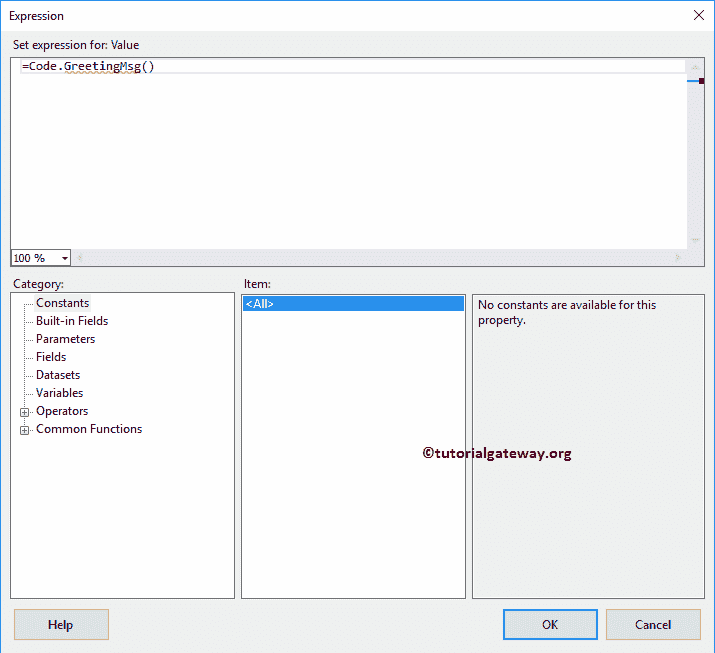 Expression
Set expression for: Value
=Code.GreetingMsg()
100 %
Category:
Constants
Built-in Fields
Parameters
Fields
Datasets
Variables
Operators
Common Functions
Item:
<All>
No constants are available for this
property.
©tutorialgateway.org
Help
OK
Cancel